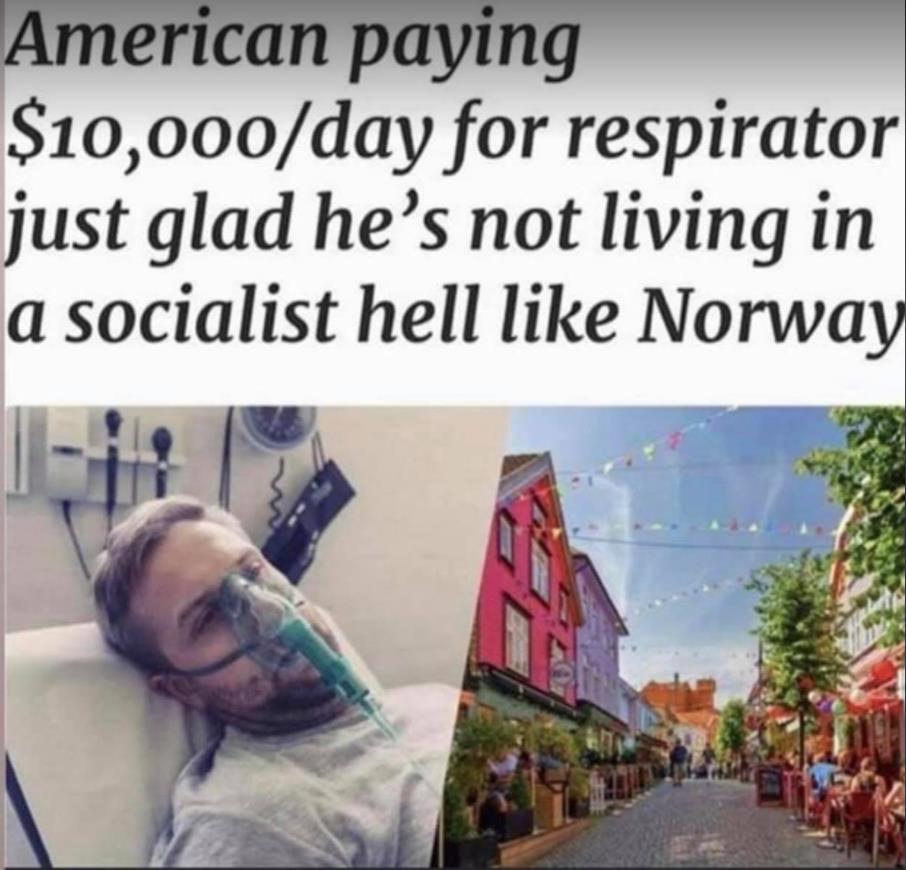 American paying
$10,000/day for respirator
just glad he’s not living in
a socialist hell like Norway